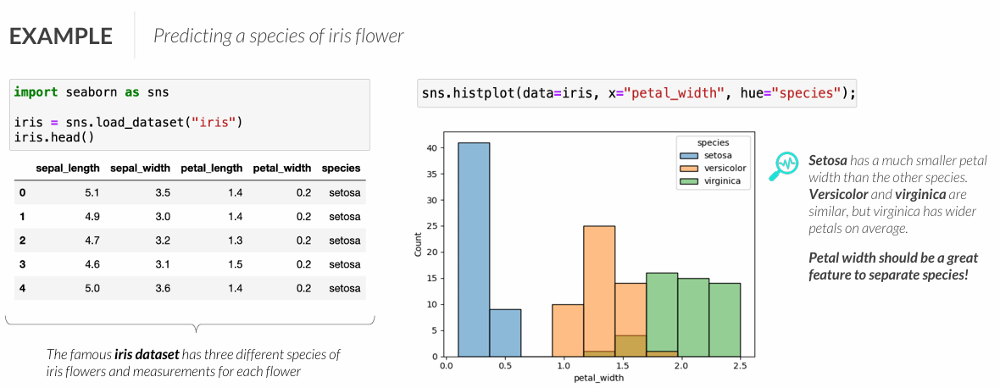 EXAMPLE
Predicting a species of iris flower
import seaborn as sns
iris = sns.load_dataset("iris")
iris.head()
sepal_length sepal_width petal_length petal_width species
0 5.1 3.5 1.4 0.2 setosa
1 4.9 3.0 1.4 0.2 setosa
2 4.7 3.2 1.3 0.2 setosa
3 4.6 3.1 1.5 0.2 setosa
4 5.0 3.6 1.4 0.2 setosa
The famous iris dataset has three different species of
iris flowers and measurements for each flower
sns.histplot(data=iris, x="petal_width", hue="species");
species
setosa
versicolor
virginica
Count
40
35
30
25
20
15
10
5
0
0.0 0.5 1.0 1.5 2.0 2.5
petal_width
Setosa has a much smaller petal
width than the other species.
Versicolor and virginica are
similar, but virginica has wider
petals on average.
Petal width should be a great
feature to separate species!